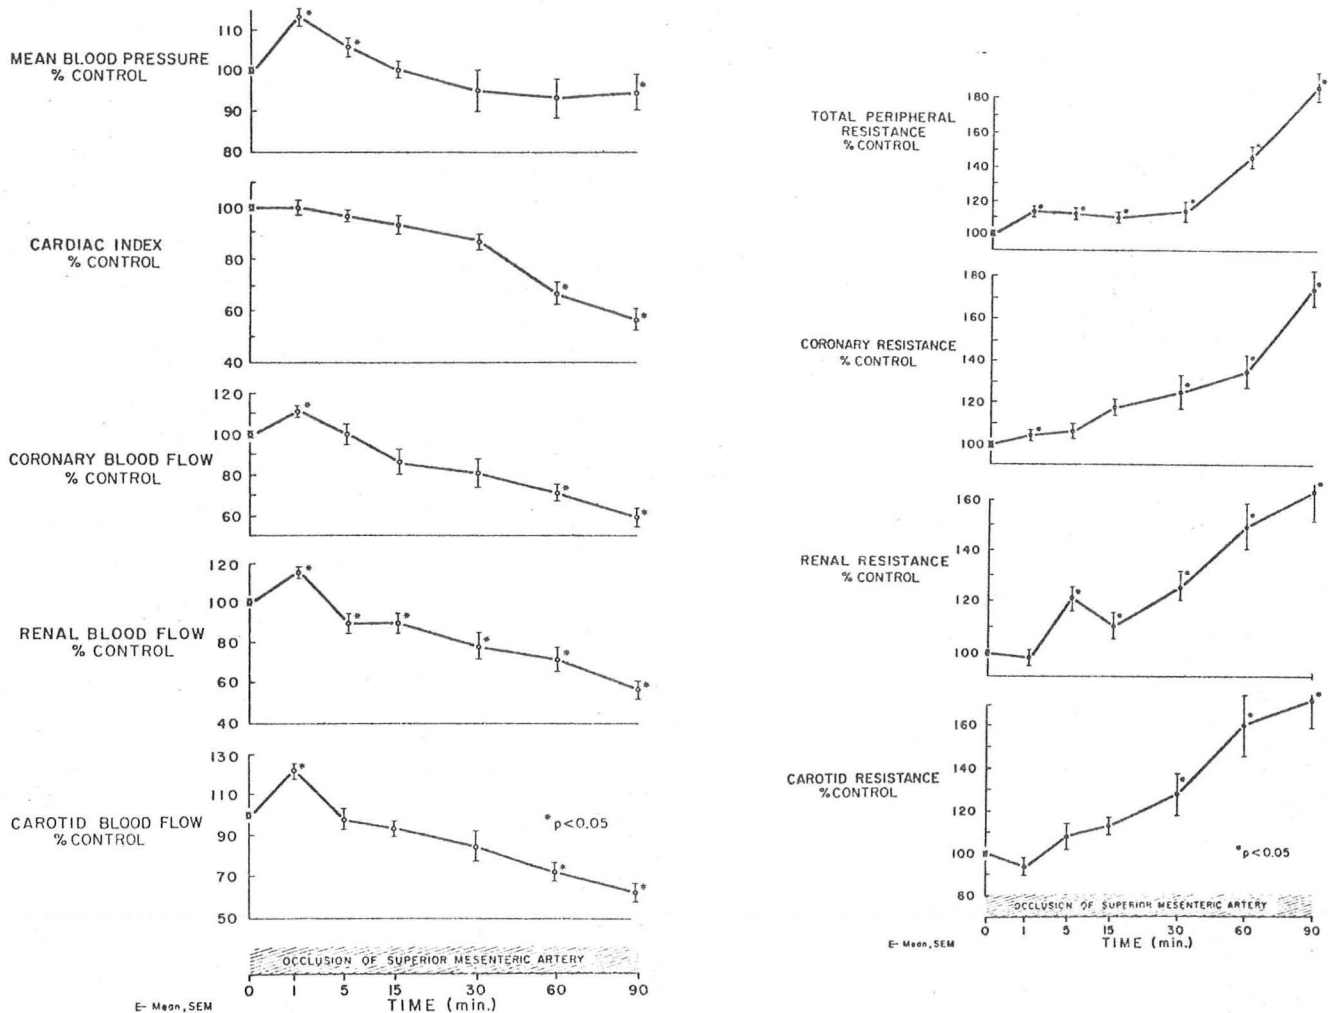 110
MEAN BLOOD PRESSURE
% CONTROL
100
90
80
*
*
*
100
CARDIAC INDEX
% CONTROL
80
60
40
*
*
120
100
CORONARY BLOOD FLOW
% CONTROL
80
60
*
*
*
120
100
RENAL BLOOD FLOW
% CONTROL
80
60
40
*
*
*
*
*
*
130
110
CAROTID BLOOD FLOW
% CONTROL
90
70
50
*
*
*
*p<0.05
OCCLUSION OF SUPERIOR MESENTERIC ARTERY
0 1 5 15 30 60 90
TIME (min.)
E- Mean, SEM
180
TOTAL PERIPHERAL
RESISTANCE
% CONTROL
150
110
100
*
*
*
*
*
*
180
170
CORONARY RESISTANCE
% CONTROL
140
120
100
*
*
*
*
160
RENAL RESISTANCE
% CONTROL
140
120
100
*
*
*
*
*
160
140
CAROTID RESISTANCE
%CONTROL
120
100
80
*
*
*
*p<0.05
OCCLUSION OF SUPERIOR MESENTERIC ARTERY
0 1 5 15 30 60 90
TIME (min.)
E- Mean, SEM